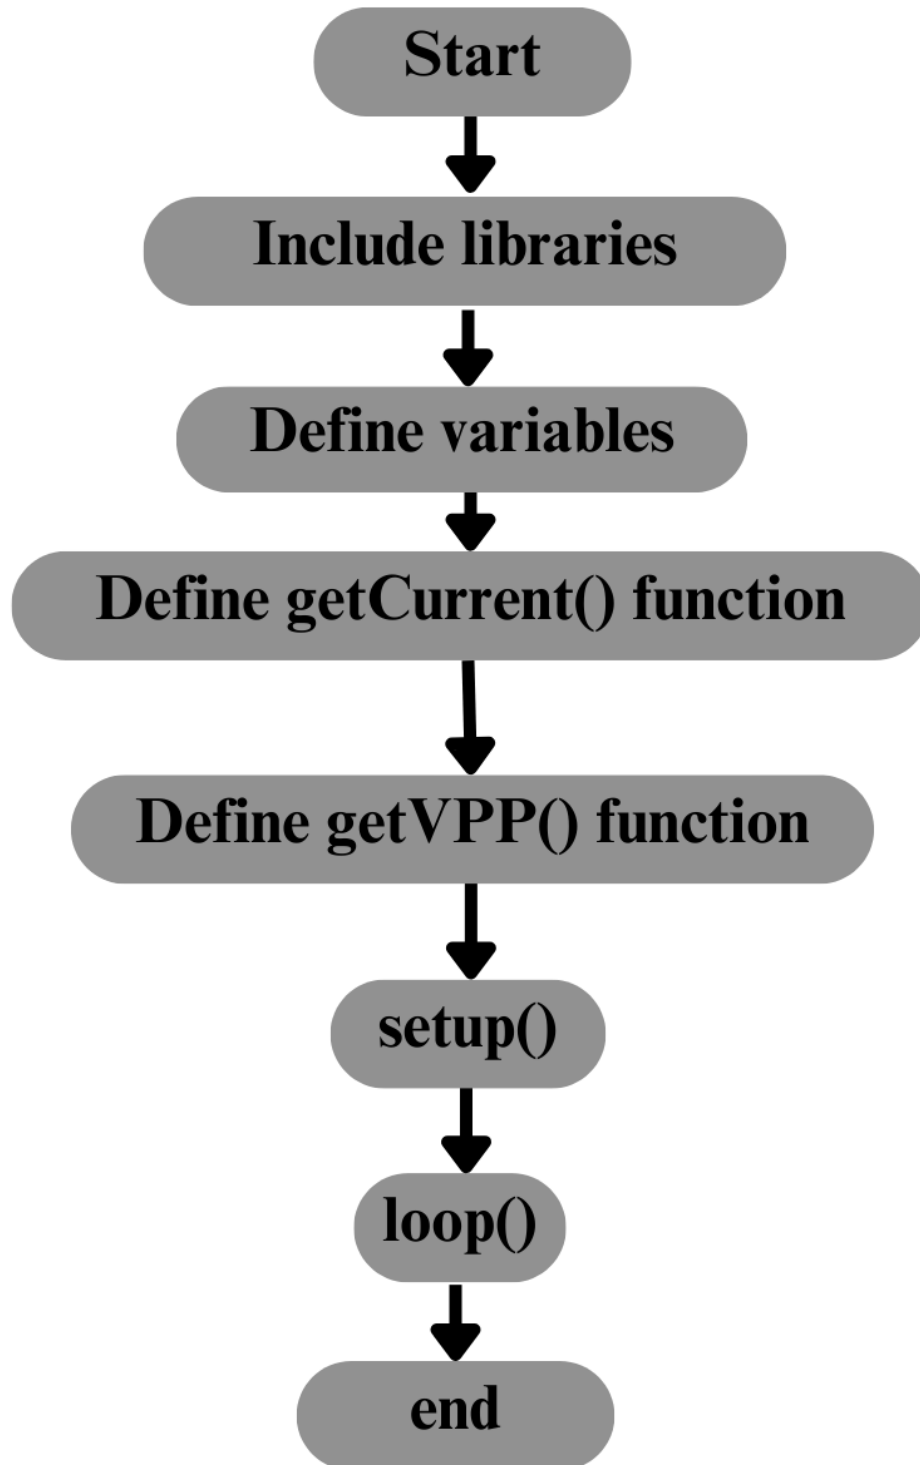 Start
Include libraries
Define variables
Define getCurrent() function
Define getVPP() function
setup()
loop()
end